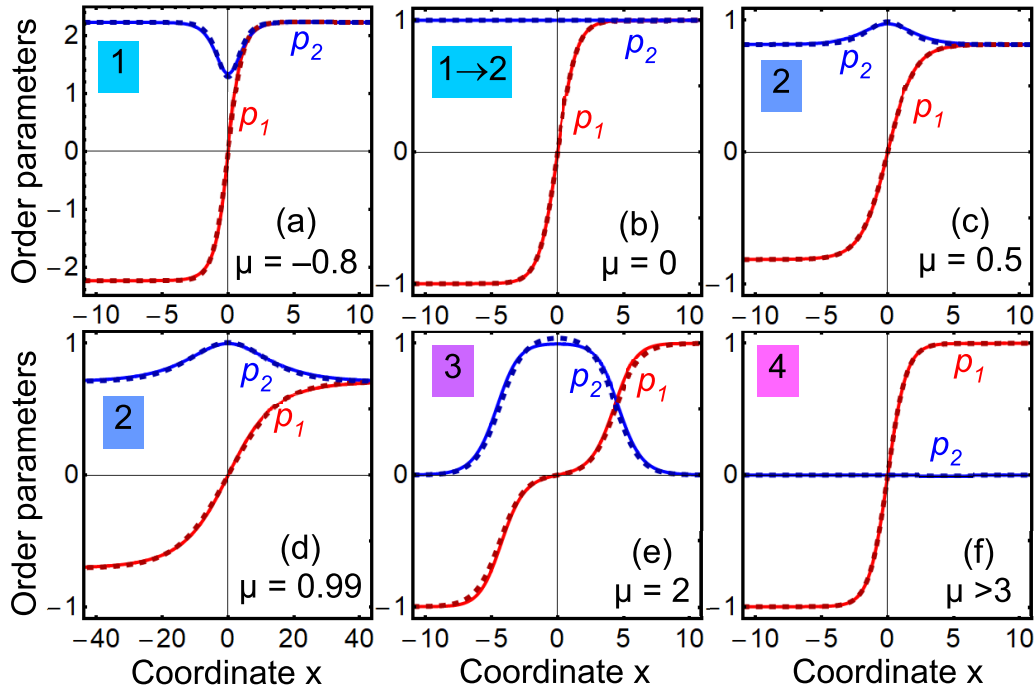 Order parameters
2
1
0
−1
−2
1
p2
p1
(a)
μ = −0.8
−10
−5
0
5
10
1
0
−1
1→2
p2
p1
(b)
μ = 0
−10
−5
0
5
10
1
0
−1
2
p2
p1
(c)
μ = 0.5
−10
−5
0
5
10
Order parameters
1
0
−1
2
p2
p1
(d)
μ = 0.99
−40
−20
0
20
40
Coordinate x
1
0
−1
3
p2
p1
(e)
μ = 2
−10
−5
0
5
10
Coordinate x
1
0
−1
4
p1
p2
(f)
μ >3
−10
−5
0
5
10
Coordinate x